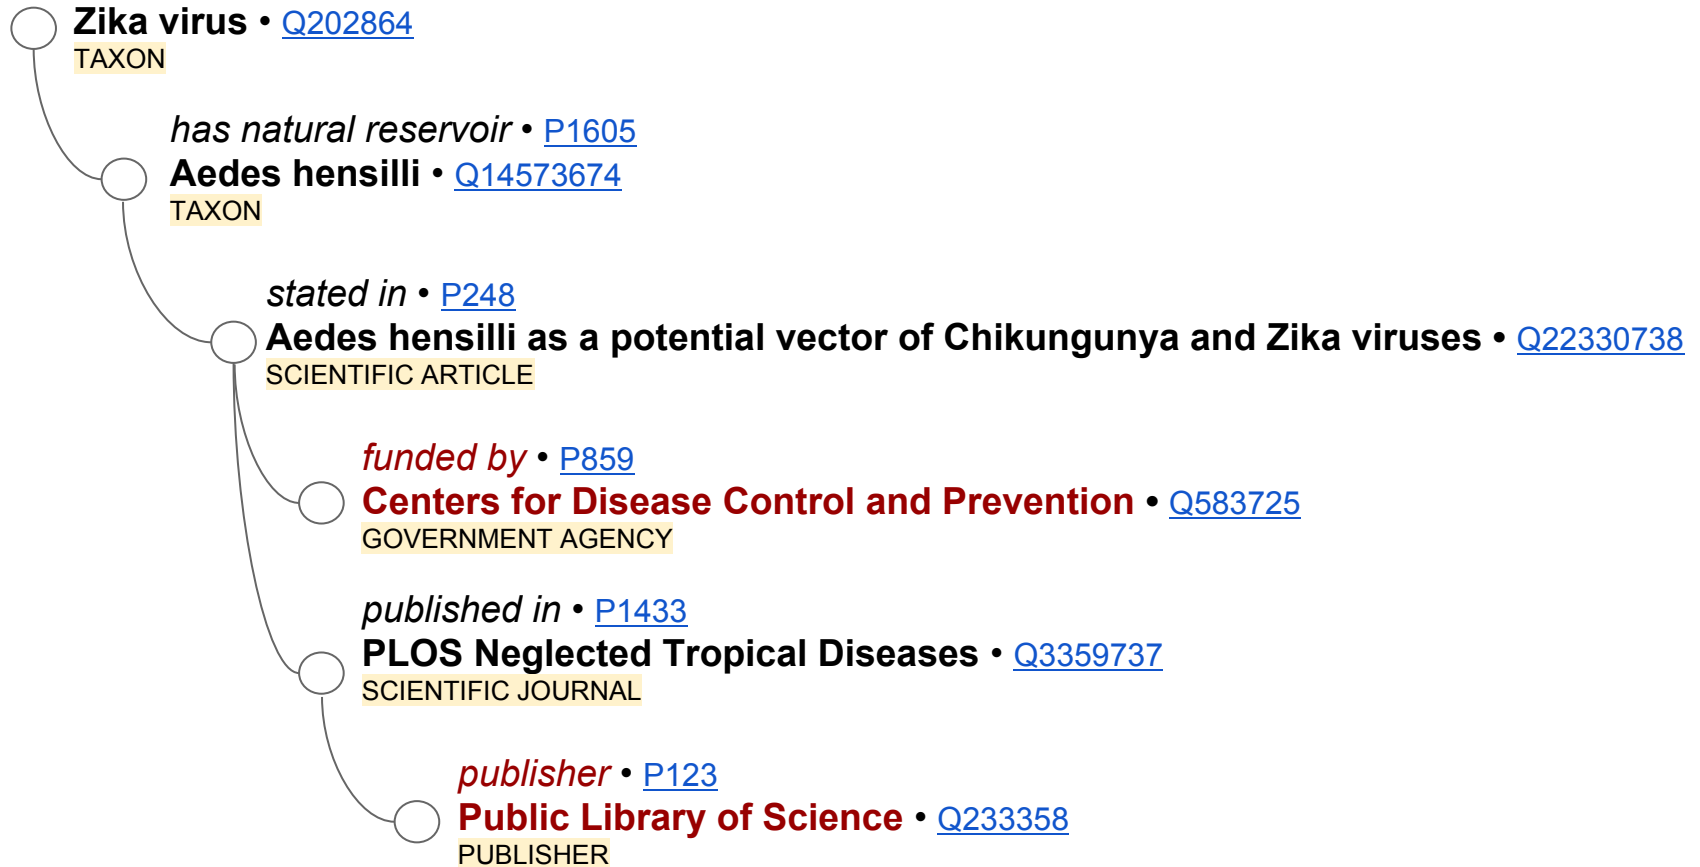 Zika virus • Q202864
TAXON
has natural reservoir • P1605
Aedes hensilli • Q14573674
TAXON
stated in • P248
Aedes hensilli as a potential vector of Chikungunya and Zika viruses • Q22330738
SCIENTIFIC ARTICLE
funded by • P859
Centers for Disease Control and Prevention • Q583725
GOVERNMENT AGENCY
published in • P1433
PLOS Neglected Tropical Diseases • Q3359737
SCIENTIFIC JOURNAL
publisher • P123
Public Library of Science • Q233358
PUBLISHER